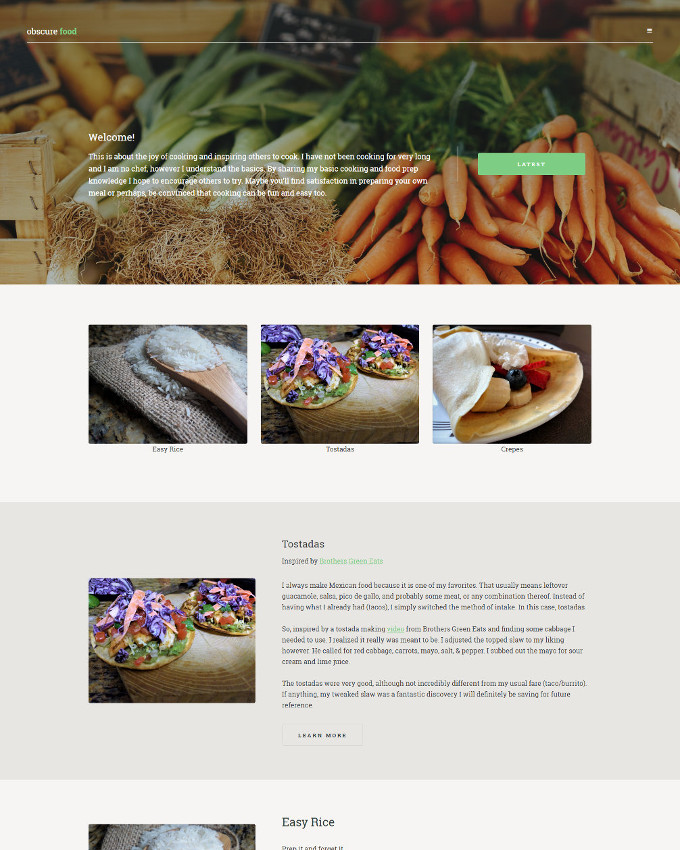 obscure food
Welcome!
This is about the joy of cooking and inspiring others to cook. I have not been cooking for very long
and I am no chef, however I understand the basics. By sharing my basic cooking and food prep
knowledge I hope to encourage others to try. Maybe you'll find satisfaction in preparing your own
meal or perhaps, be convinced that cooking can be fun and easy too.
LATEST
Easy Rice
Tostadas
Crepes
Tostadas
Inspired by Brothers Green Eats
I always make Mexican food because it is one of my favorites. That usually means leftover
guacamole, salsa, pico de gallo, and probably some meat, or any combination thereof. Instead of
having what I already had (tacos), I simply switched the method of intake. In this case, tostadas
So, inspired by a tostada making video from Brothers Green Eats and finding some cabbage I
needed to use. I realized it really was meant to be. I adjusted the topped slaw to my liking
however. He called for red cabbage, carrots, mayo, salt, & pepper. I subbed out the mayo for sour
cream and lime juice.
The tostadas were very good, although not incredibly different from my usual fare (taco/burrito).
If anything, my tweaked slaw was a fantastic discovery I will definitely be saving for future
reference
LEARN MORE
Easy Rice
Prep it and forget it